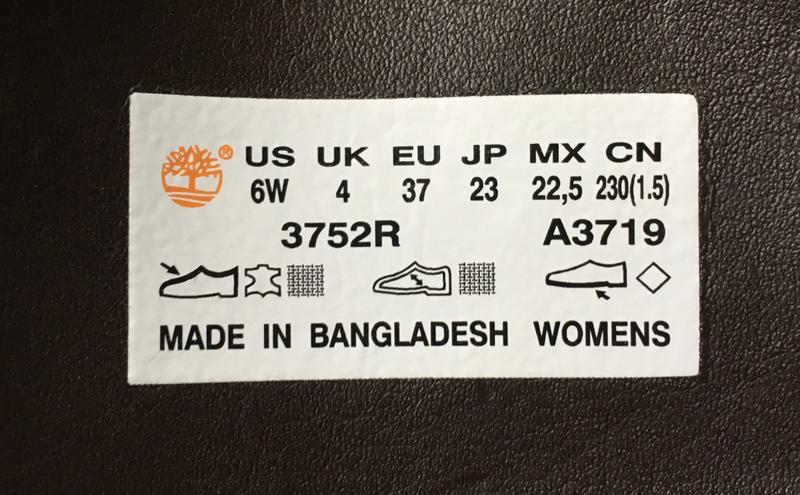 ® US UK EU JP MX CN
6W 4 37 23 22,5 230(1.5)
3752R A3719
MADE IN BANGLADESH WOMENS